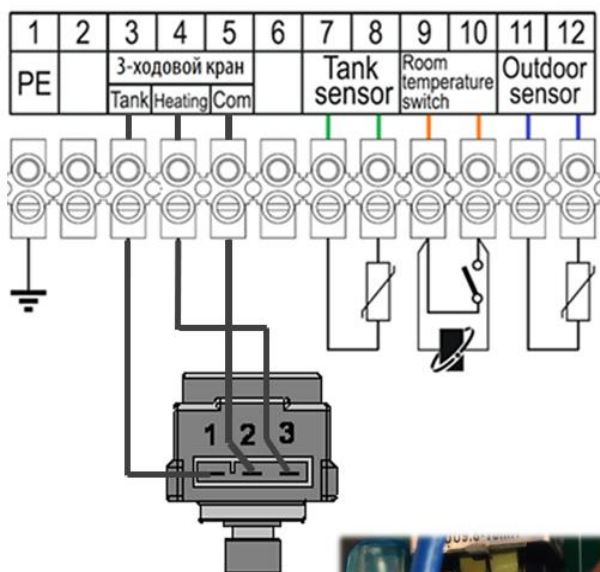 1 2 3 4 5 6 7 8 9 10 11 12
PE
3-ходовой кран
Tank Heating Com
Tank
sensor
Room
temperature
switch
Outdoor
sensor
1 2 3